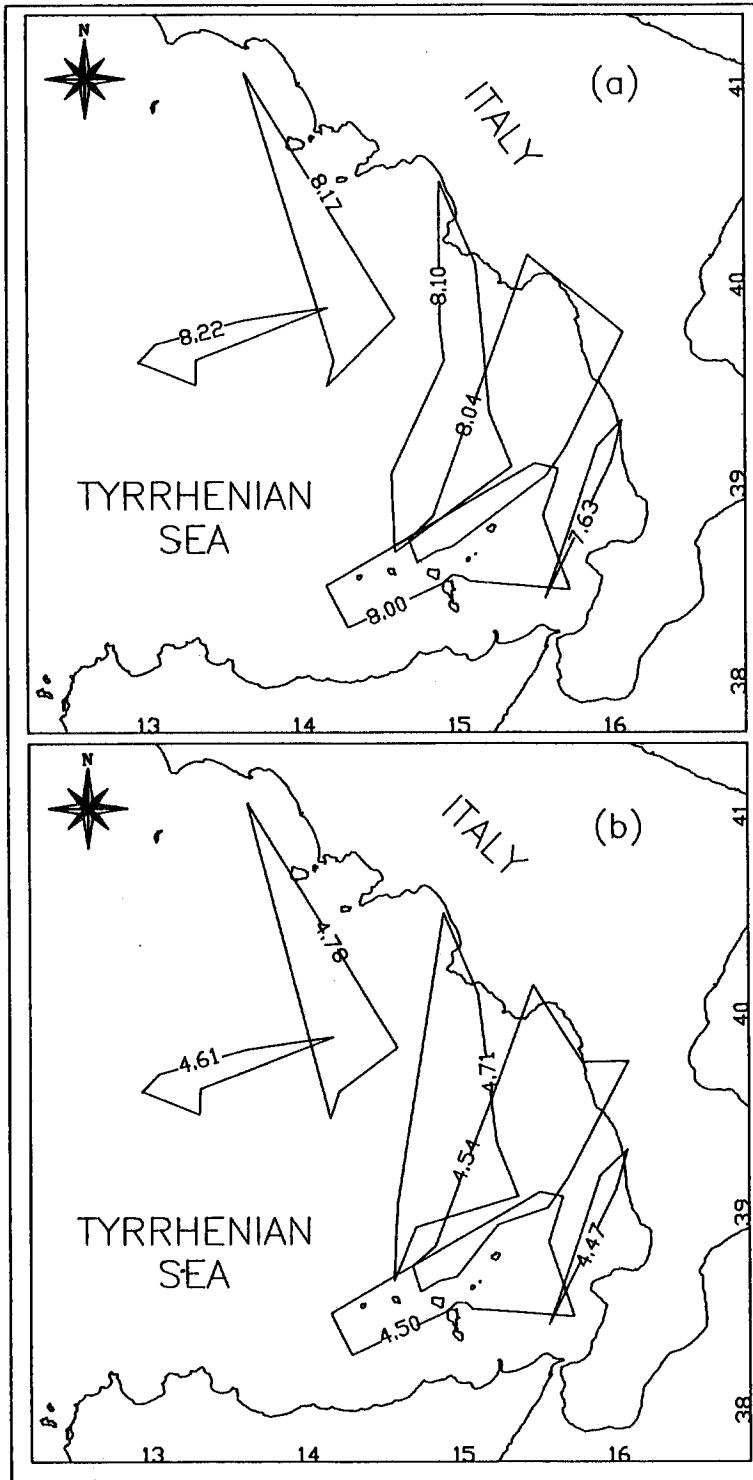 N
(a)
ITALY
41
8.17
8.10
40
8.22
8.04
TYRRHENIAN
SEA
39
7.63
8.00
38
13 14 15 16
N
(b)
ITALY
41
4.78
40
4.61
4.71
4.54
TYRRHENIAN
SEA
39
4.47
4.50
38
13 14 15 16